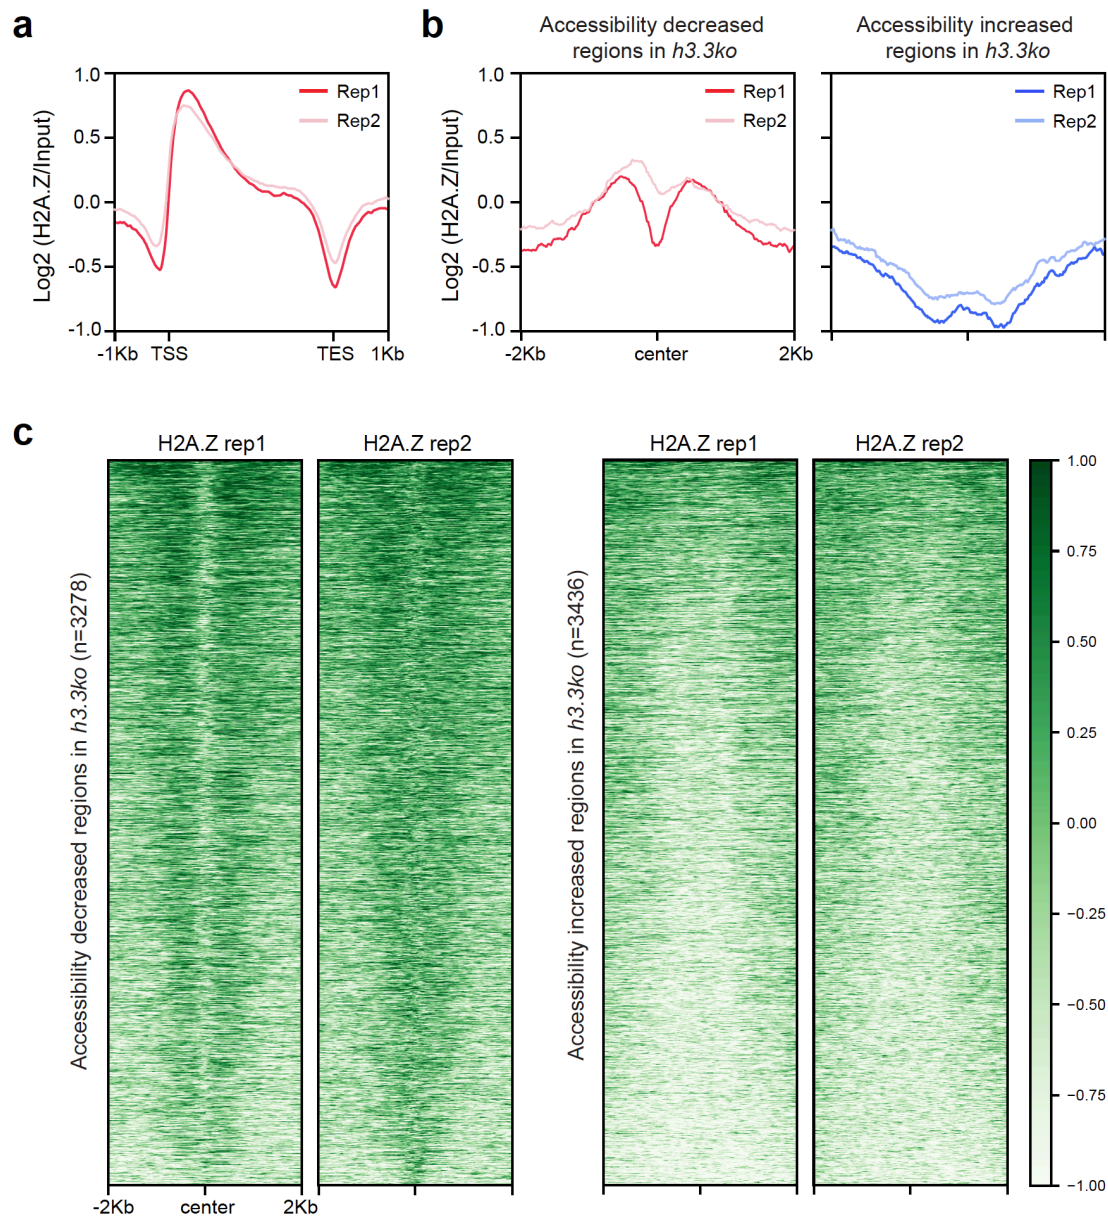 a
1.0
0.5
0.0
-0.5
-1.0
Log2 (H2A.Z/Input)
Rep1
Rep2
-1Kb TSS TES 1Kb
b
Accessibility decreased
regions in h3.3ko
1.0
0.5
0.0
-0.5
-1.0
Log2 (H2A.Z/Input)
Rep1
Rep2
-2Kb center 2Kb
Accessibility increased
regions in h3.3ko
Rep1
Rep2
c
H2A.Z rep1 H2A.Z rep2
Accessibility decreased regions in h3.3ko (n=3278)
-2Kb center 2Kb
H2A.Z rep1 H2A.Z rep2
Accessibility increased regions in h3.3ko (n=3436)
1.00
0.75
0.50
0.25
0.00
−0.25
−0.50
−0.75
−1.00